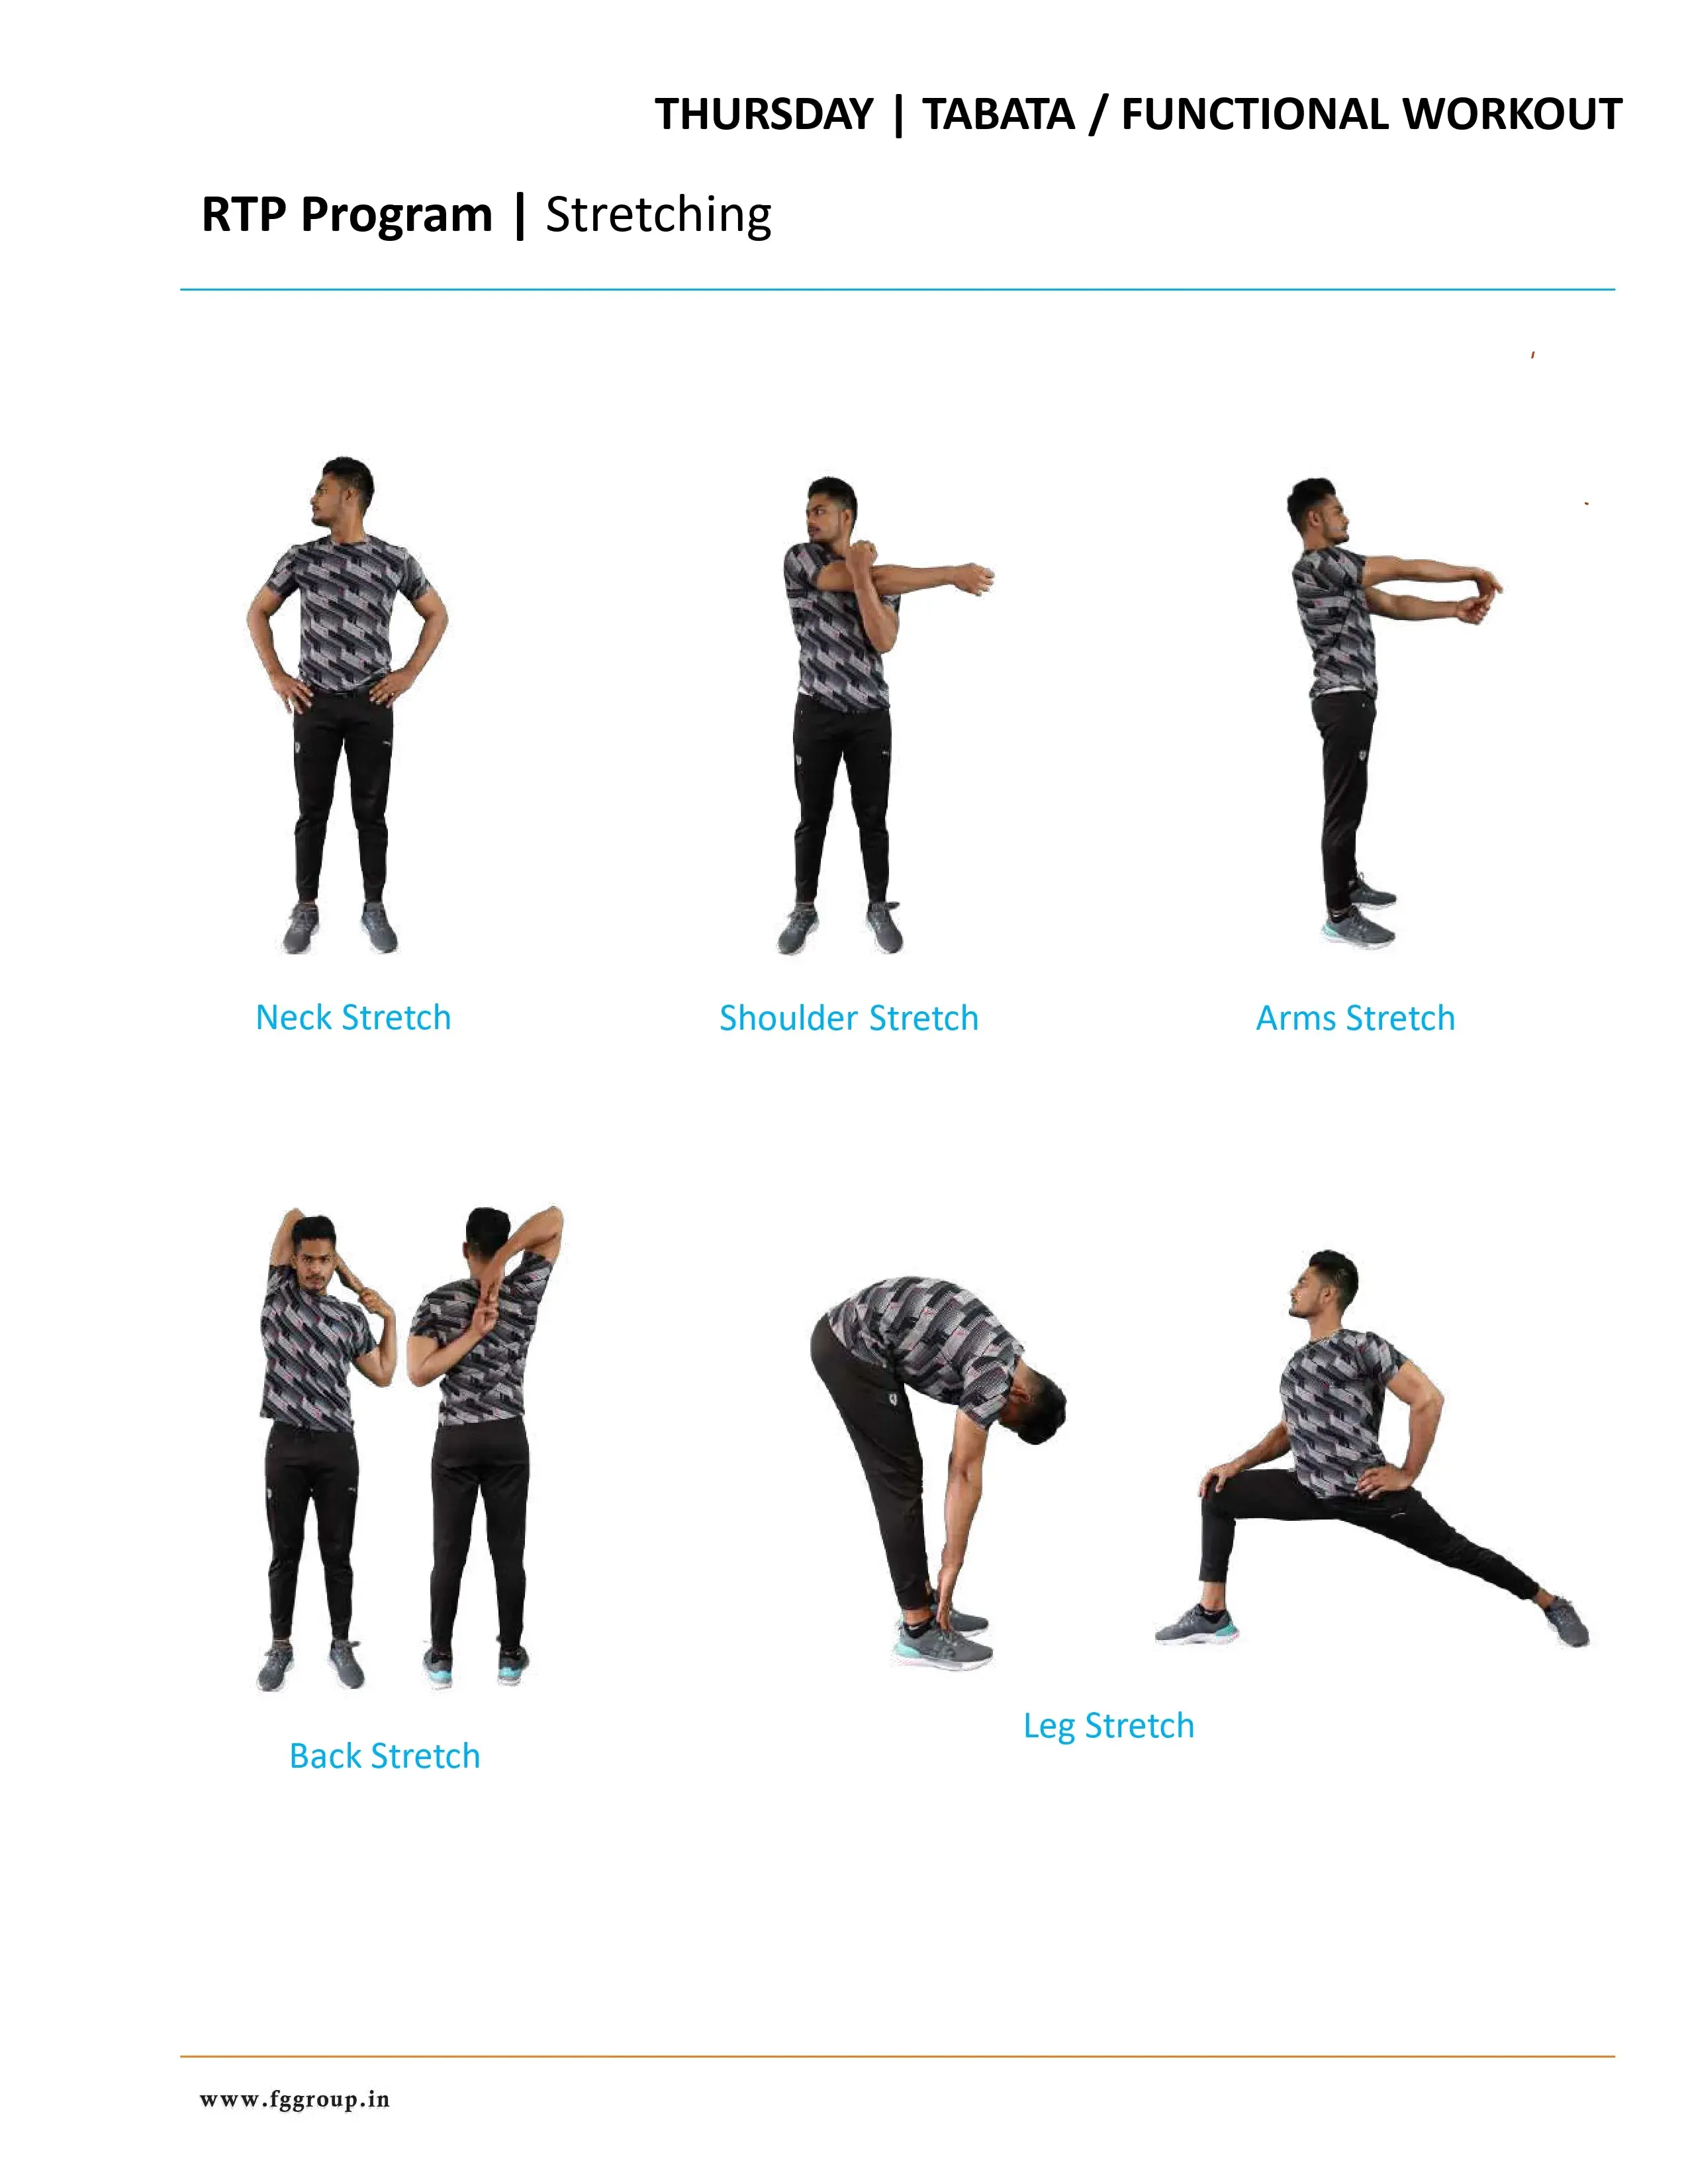 THURSDAY | TABATA / FUNCTIONAL WORKOUT
RTP Program | Stretching
Neck Stretch
Shoulder Stretch
Arms Stretch
Back Stretch
Leg Stretch
www.fggroup.in